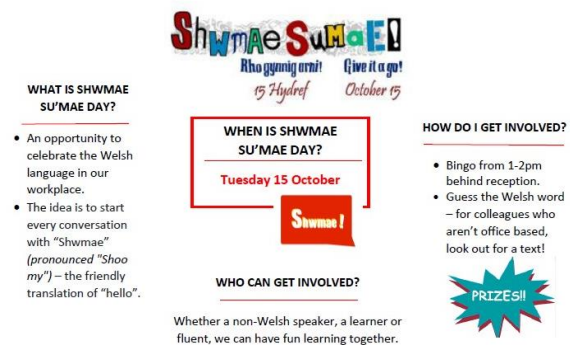 Shwmae Sumae!
Rho gynnig arni! Give it a go!
15 Hydref October 15
WHAT IS SHWMAE
SU'MAE DAY?
• An opportunity to
celebrate the Welsh
language in our
workplace.
• The idea is to start
every conversation
with "Shwmae"
(pronounced "Shoo
my") – the friendly
translation of "hello".
WHEN IS SHWMAE
SU'MAE DAY?
Tuesday 15 October
Shwmae !
WHO CAN GET INVOLVED?
Whether a non-Welsh speaker, a learner or
fluent, we can have fun learning together.
HOW DO I GET INVOLVED?
• Bingo from 1-2pm
behind reception.
• Guess the Welsh word
– for colleagues who
aren't office based,
look out for a text!
PRIZES!!